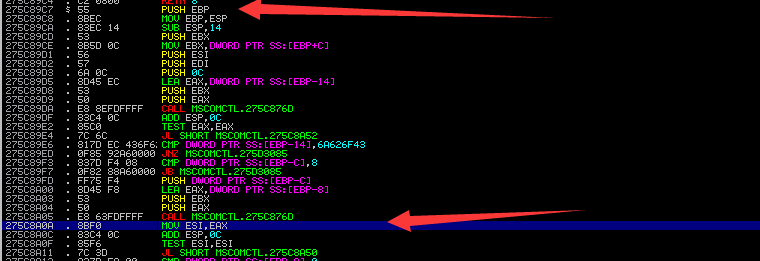 275C89C4 . C2 0800 RETN 8
275C89C7 $ 55 PUSH EBP
275C89C8 . 8BEC MOV EBP,ESP
275C89CA . 83EC 14 SUB ESP,14
275C89CD . 53 PUSH EBX
275C89CE . 8B5D 0C MOV EBX,DWORD PTR SS:[EBP+C]
275C89D1 . 56 PUSH ESI
275C89D2 . 57 PUSH EDI
275C89D3 . 6A 0C PUSH 0C
275C89D5 . 8D45 EC LEA EAX,DWORD PTR SS:[EBP-14]
275C89D8 . 53 PUSH EBX
275C89D9 . 50 PUSH EAX
275C89DA . E8 8EFDFFFF CALL MSCOMCTL.275C876D
275C89DF . 83C4 0C ADD ESP,0C
275C89E2 . 85C0 TEST EAX,EAX
275C89E4 . 7C 6C JL SHORT MSCOMCTL.275C8A52
275C89E6 . 817D EC 436F6. CMP DWORD PTR SS:[EBP-14],6A626F43
275C89ED . 0F85 92A60000 JNZ MSCOMCTL.275D3085
275C89F3 . 837D F4 08 CMP DWORD PTR SS:[EBP-C],8
275C89F7 . 0F82 88A60000 JB MSCOMCTL.275D3085
275C89FD . FF75 F4 PUSH DWORD PTR SS:[EBP-C]
275C8A00 . 8D45 F8 LEA EAX,DWORD PTR SS:[EBP-8]
275C8A03 . 53 PUSH EBX
275C8A04 . 50 PUSH EAX
275C8A05 . E8 63FDFFFF CALL MSCOMCTL.275C876D
275C8A0A . 8BF0 MOV ESI,EAX
275C8A0C . 83C4 0C ADD ESP,0C
275C8A0F . 85F6 TEST ESI,ESI
275C8A11 . 7C 3D JL SHORT MSCOMCTL.275C8A50